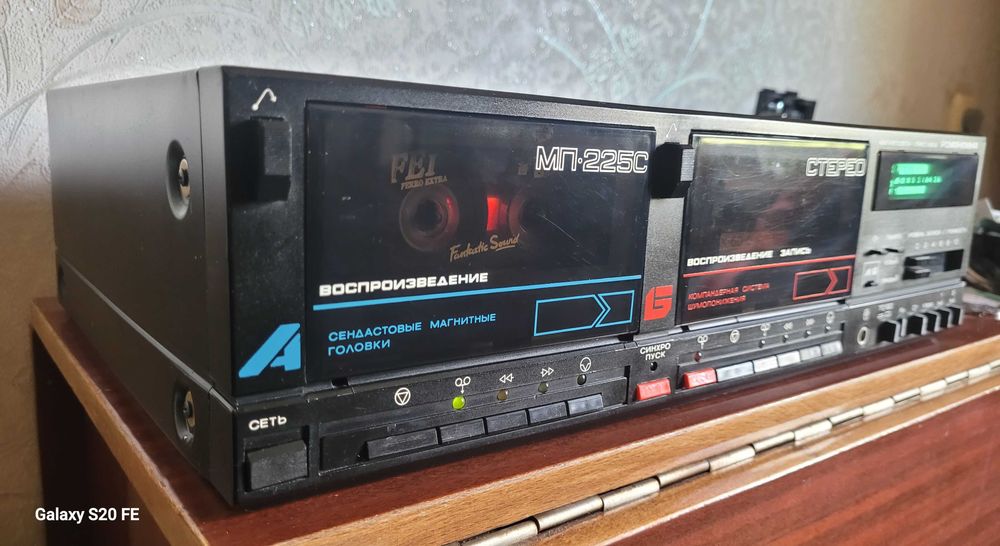 МП-225С
FEI
FERRO EXTRA
Fantastic Sound
ВОСПРОИЗВЕДЕНИЕ
А
СЕНДАСТОВЫЕ МАГНИТНЫЕ
ГОЛОВКИ
СЕТЬ
СТЕРЕО
ВОСПРОИЗВЕДЕНИЕ ЗАПИСЬ
Б
КОМПАНДЕРНАЯ СИСТЕМА
ШУМОПОНИЖЕНИЯ
СИНХРО
ПУСК
Galaxy S20 FE